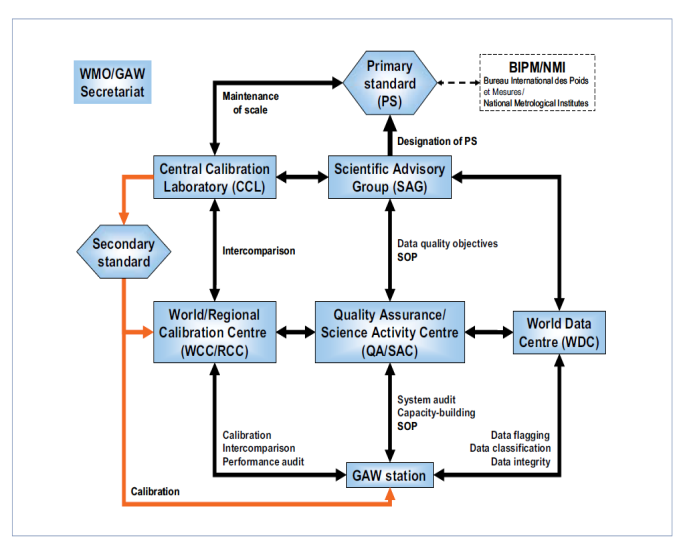 WMO/GAW
Secretariat
Primary
standard
(PS)
BIPM/NMI
Bureau International des Poids
et Mesures/
National Metrological Institutes
Maintenance
of scale
Designation of PS
Central Calibration
Laboratory (CCL)
Scientific Advisory
Group (SAG)
Secondary
standard
Intercomparison
Data quality objectives
SOP
World/Regional
Calibration Centre
(WCC/RCC)
Quality Assurance/
Science Activity Centre
(QA/SAC)
World Data
Centre (WDC)
System audit
Capacity-building
SOP
Calibration
Intercomparison
Performance audit
Data flagging
Data classification
Data integrity
GAW station
Calibration